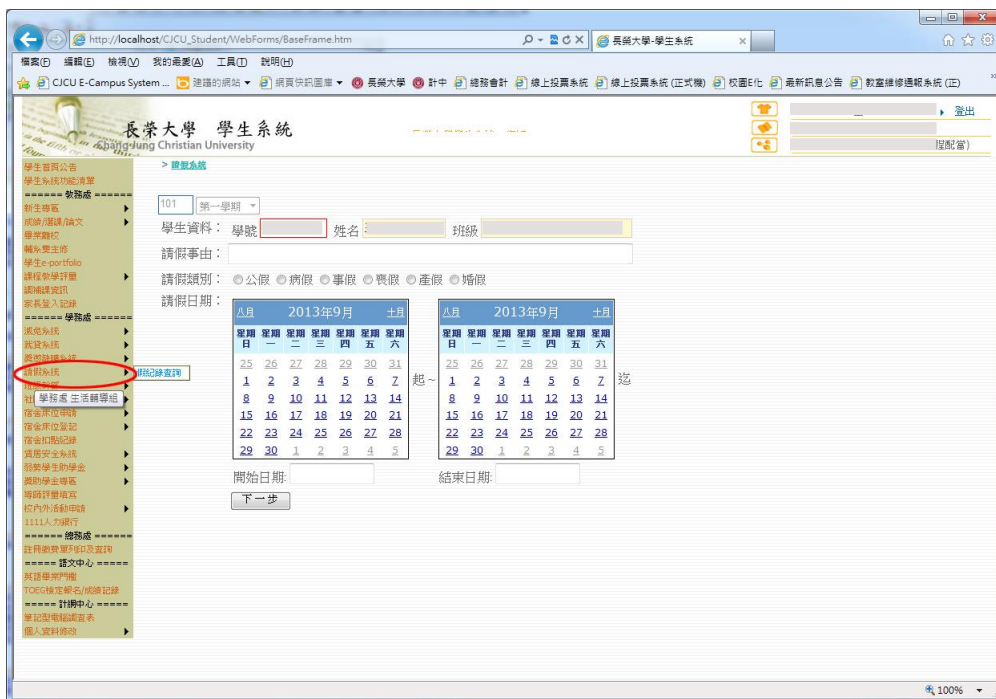 http://localhost/CJCU_Student/WebForms/BaseFrame.htm
長榮大學-學生系統
檔案(F) 編輯(E) 檢視(V) 我的最愛(A) 工具(T) 說明(H)
CJCU E-Campus System ... 建議的網站 網頁快訊圖庫 長榮大學 計中 總務會計 線上投票系統 線上投票系統 (正式機) 校園E化 最新訊息公告 教室維修通報系統 (正)
長榮大學 學生系統
Chang Jung Christian University
登出
> 請假系統
學生首頁公告
學生系統功能清單
====== 教務處 ======
新生專區
成績/選課/論文
畢業離校
輔系雙主修
學生e-portfolio
課程教學評量
調補課資訊
家長登入記錄
====== 學務處 ======
減免系統
就貸系統
請假系統
假紀錄查詢
學務處 生活輔導組
宿舍床位申請
宿舍床位登記
宿舍扣點記錄
賃居安全系統
弱勢學生助學金
獎助學金專區
導師評量填寫
校內外活動申請
1111人力銀行
====== 總務處 ======
註冊繳費單列印及查詢
===== 語文中心 =====
英語畢業門檻
TOEG檢定報名/成績記錄
===== 計網中心 =====
筆記型電腦調查表
個人資料修改
101 第一學期
學生資料: 學號 姓名 班級
請假事由:
請假類別: 公假 病假 事假 喪假 產假 婚假
請假日期:
八月 2013年9月 十月
星期日 星期一 星期二 星期三 星期四 星期五 星期六
25 26 27 28 29 30 31
1 2 3 4 5 6 7
8 9 10 11 12 13 14
15 16 17 18 19 20 21
22 23 24 25 26 27 28
29 30 1 2 3 4 5
起~
八月 2013年9月 十月
星期日 星期一 星期二 星期三 星期四 星期五 星期六
25 26 27 28 29 30 31
1 2 3 4 5 6 7
8 9 10 11 12 13 14
15 16 17 18 19 20 21
22 23 24 25 26 27 28
29 30 1 2 3 4 5
迄
開始日期: 結束日期:
下一步
100%